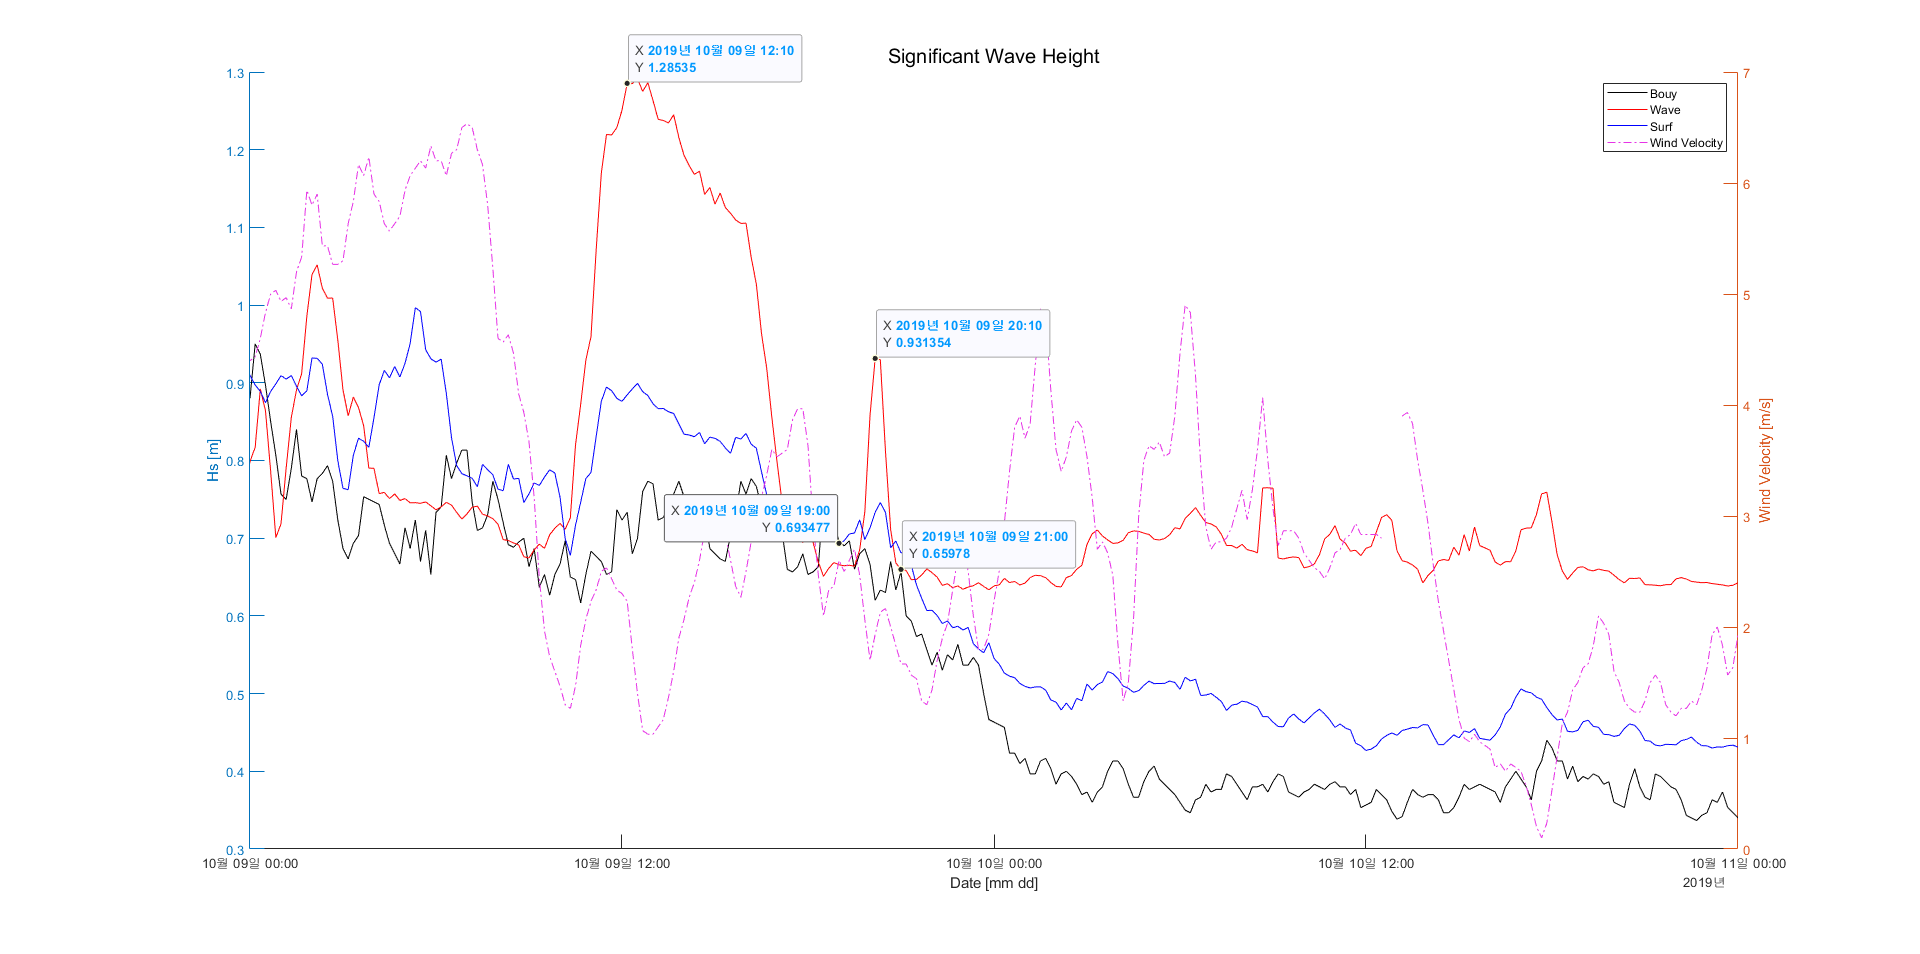 Significant Wave Height
X 2019년 10월 09일 12:10
Y 1.28535
X 2019년 10월 09일 20:10
Y 0.931354
X 2019년 10월 09일 19:00
Y 0.693477
X 2019년 10월 09일 21:00
Y 0.65978
Bouy
Wave
Surf
Wind Velocity
1.3
1.2
1.1
1
0.9
0.8
0.7
0.6
0.5
0.4
0.3
Hs [m]
7
6
5
4
3
2
1
0
Wind Velocity [m/s]
10월 09일 00:00
10월 09일 12:00
10월 10일 00:00
10월 10일 12:00
10월 11일 00:00
Date [mm dd]
2019년